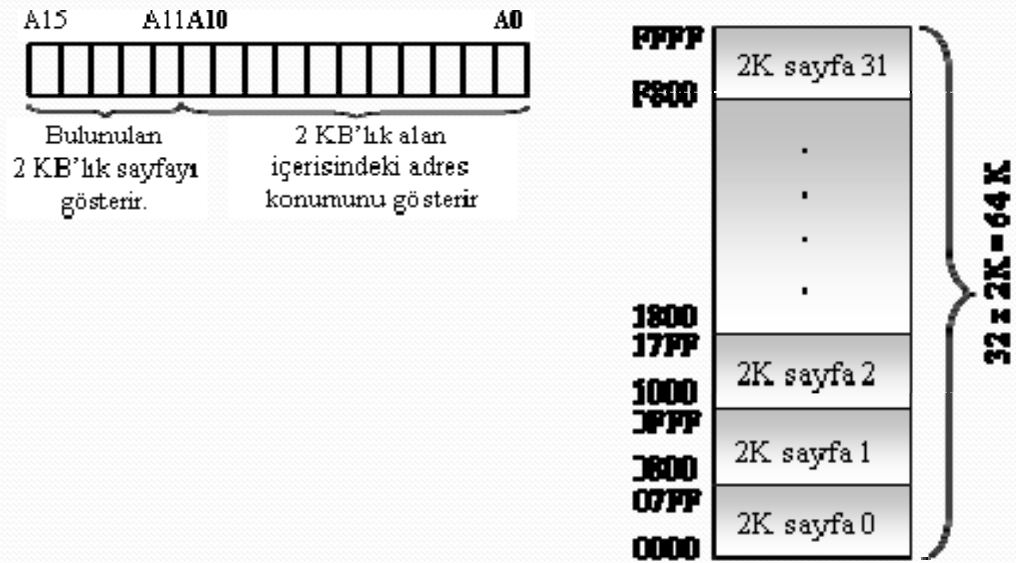 A15 A11 A10 A0
Bulunulan
2 KB'lık sayfayı
gösterir.
2 KB'lık alan
içerisindeki adres
konumunu gösterir
FFFF
2K sayfa 31
F800
.
.
.
.
1800
17FF
2K sayfa 2
1000
0FFF
2K sayfa 1
0800
07FF
2K sayfa 0
0000
32 x 2K = 64 K